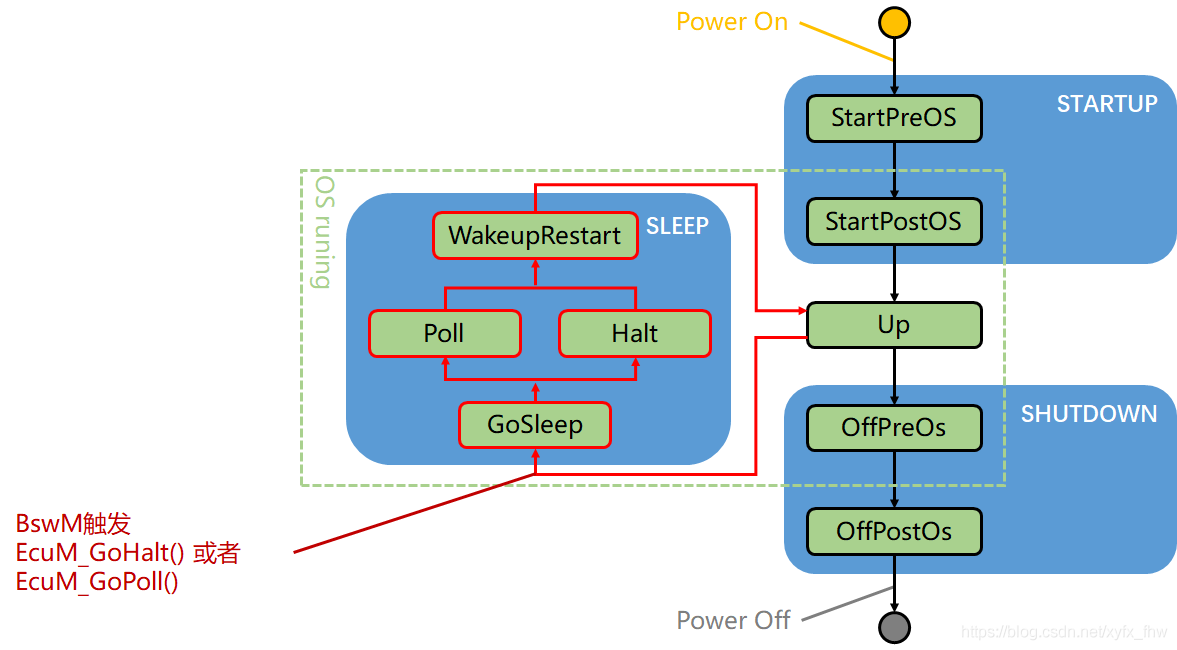 Power On
STARTUP
StartPreOS
OS runing
StartPostOS
SLEEP
WakeupRestart
Up
Poll
Halt
SHUTDOWN
GoSleep
OffPreOs
BswM触发
EcuM_GoHalt() 或者
EcuM_GoPoll()
OffPostOs
Power Off
https://blog.csdn.net/xyfx_fhw